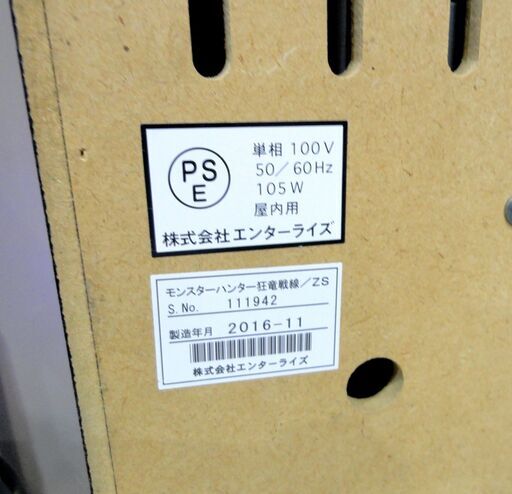 PS
E
単相 100V
50/60Hz
105W
屋内用
株式会社エンターライズ
モンスターハンター狂竜戦線/ZS
S.No. 111942
製造年月 2016-11
株式会社エンターライズ